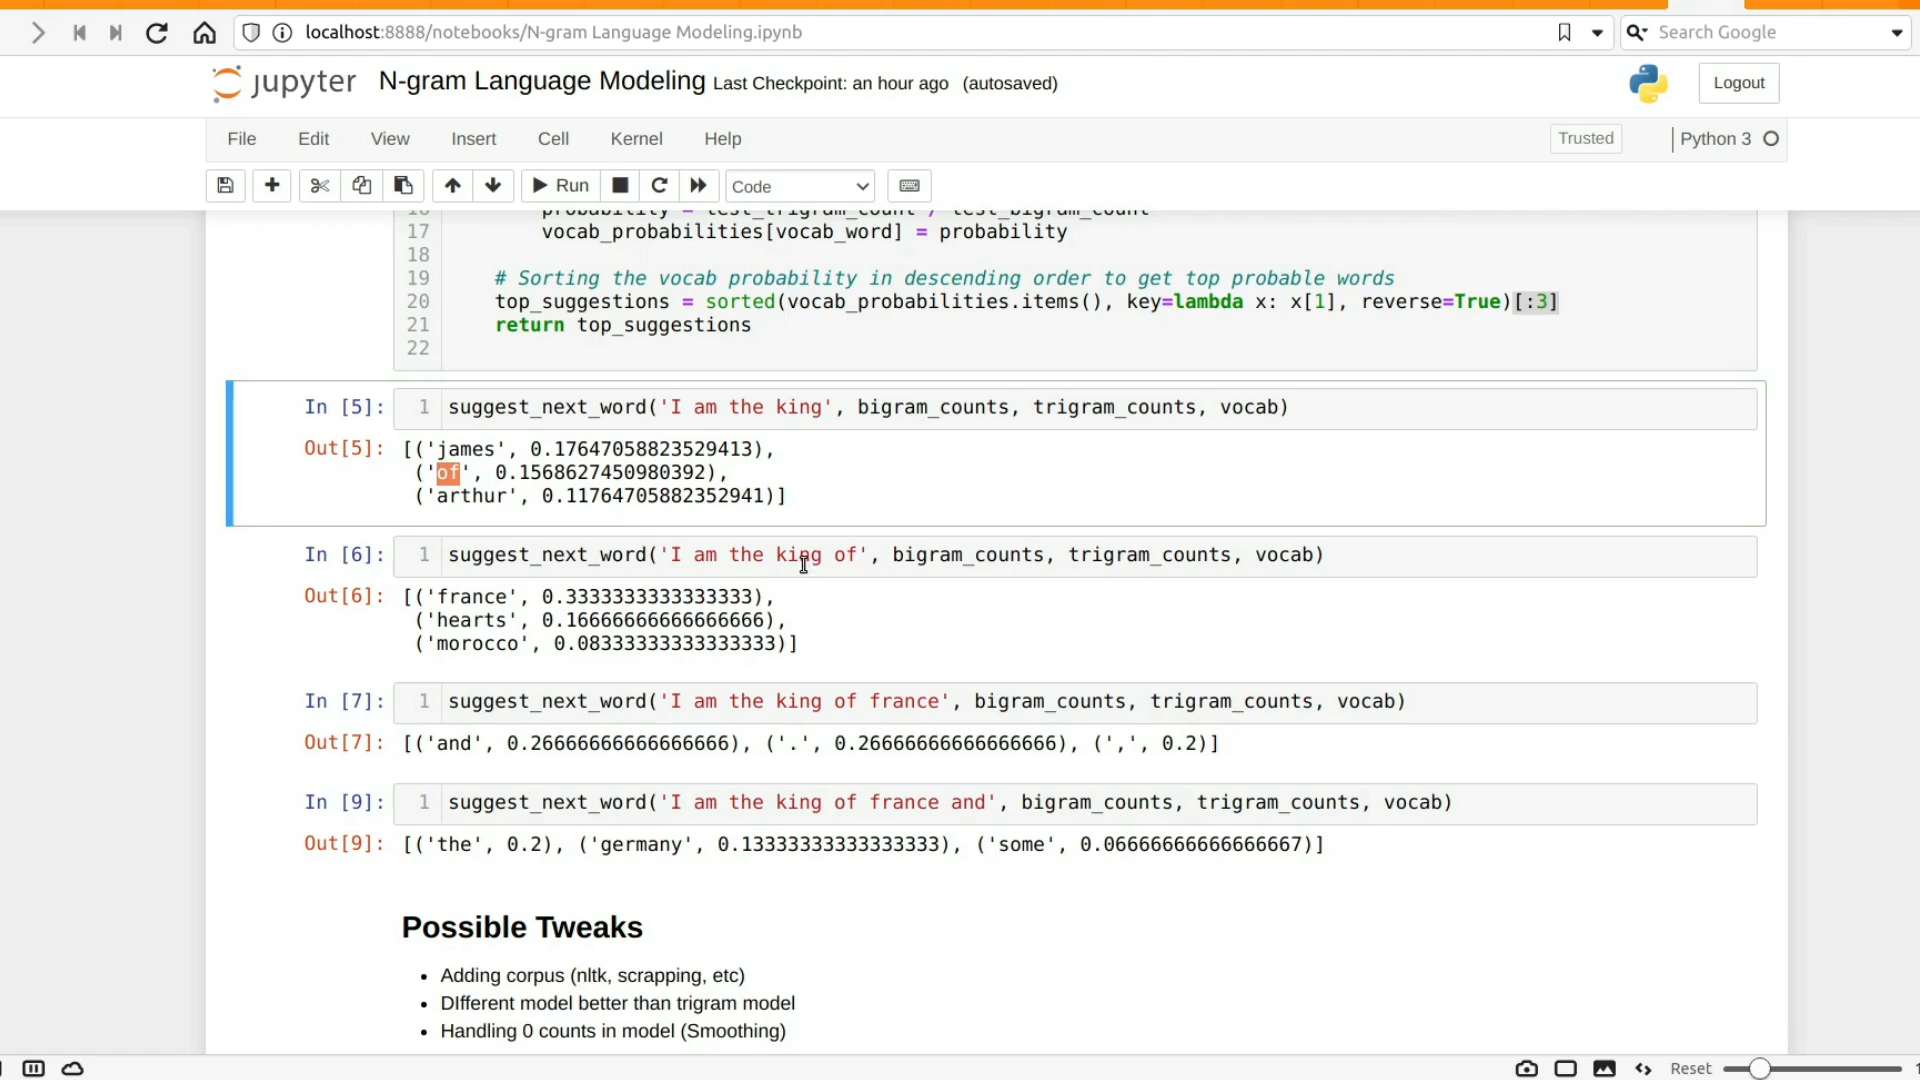 localhost:8888/notebooks/N-gram Language Modeling.ipynb
Search Google
jupyter N-gram Language Modeling Last Checkpoint: an hour ago (autosaved)
Logout
File Edit View Insert Cell Kernel Help
Trusted
Python 3
Run
Code
16 probability = test_trigram_count / test_bigram_count
17 vocab_probabilities[vocab_word] = probability
18
19 # Sorting the vocab probability in descending order to get top probable words
20 top_suggestions = sorted(vocab_probabilities.items(), key=lambda x: x[1], reverse=True)[:3]
21 return top_suggestions
22
In [5]: 1 suggest_next_word('I am the king', bigram_counts, trigram_counts, vocab)
Out[5]: [('james', 0.17647058823529413),
('of', 0.1568627450980392),
('arthur', 0.11764705882352941)]
In [6]: 1 suggest_next_word('I am the king of', bigram_counts, trigram_counts, vocab)
Out[6]: [('france', 0.3333333333333333),
('hearts', 0.16666666666666666),
('morocco', 0.08333333333333333)]
In [7]: 1 suggest_next_word('I am the king of france', bigram_counts, trigram_counts, vocab)
Out[7]: [('and', 0.26666666666666666), ('.', 0.26666666666666666), (',', 0.2)]
In [9]: 1 suggest_next_word('I am the king of france and', bigram_counts, trigram_counts, vocab)
Out[9]: [('the', 0.2), ('germany', 0.13333333333333333), ('some', 0.06666666666666667)]
Possible Tweaks
• Adding corpus (nltk, scrapping, etc)
• DIfferent model better than trigram model
• Handling 0 counts in model (Smoothing)
Reset